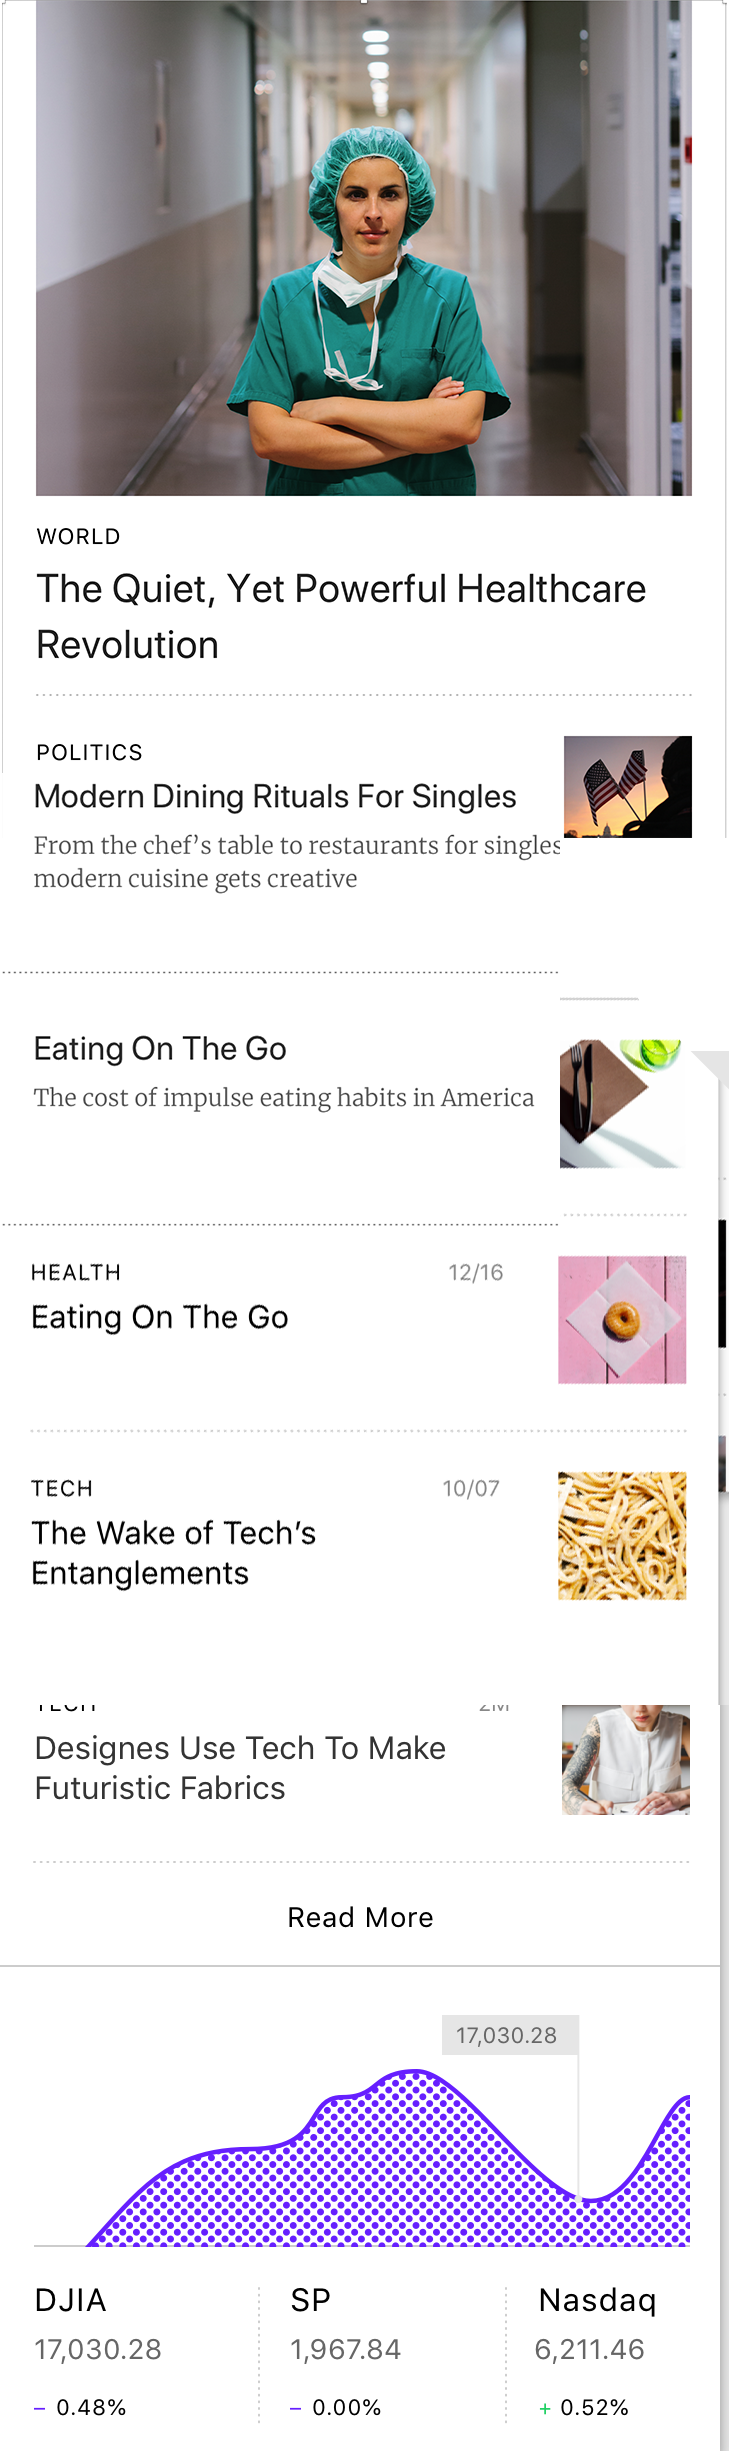 WORLD
The Quiet, Yet Powerful Healthcare
Revolution
POLITICS
Modern Dining Rituals For Singles
From the chef’s table to restaurants for singles
modern cuisine gets creative
Eating On The Go
The cost of impulse eating habits in America
HEALTH 12/16
Eating On The Go
TECH 10/07
The Wake of Tech’s
Entanglements
TECH 2M
Designes Use Tech To Make
Futuristic Fabrics
Read More
17,030.28
DJIA SP Nasdaq
17,030.28 1,967.84 6,211.46
– 0.48% – 0.00% + 0.52%